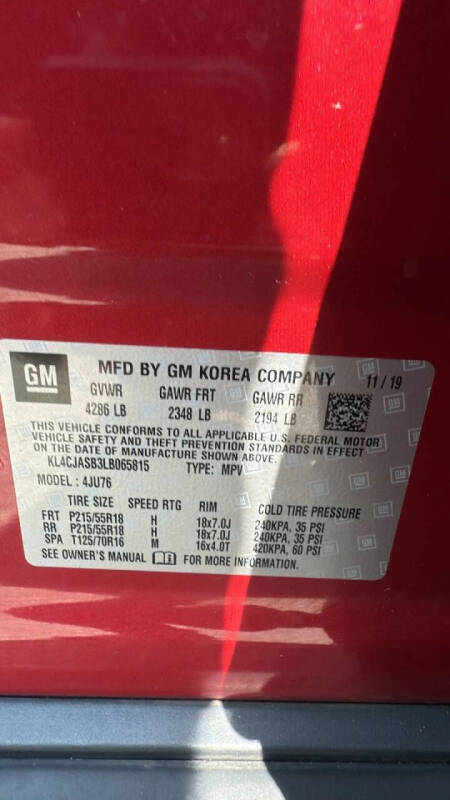 GM
MFD BY GM KOREA COMPANY 11 / 19
GVWR GAWR FRT GAWR RR
4286 LB 2348 LB 2194 LB
THIS VEHICLE CONFORMS TO ALL APPLICABLE U.S. FEDERAL MOTOR
VEHICLE SAFETY AND THEFT PREVENTION STANDARDS IN EFFECT
ON THE DATE OF MANUFACTURE SHOWN ABOVE.
KL4CJASB3LB065815 TYPE: MPV
MODEL : 4JU76
TIRE SIZE SPEED RTG RIM COLD TIRE PRESSURE
FRT P215/55R18 H 18x7.0J 240KPA, 35 PSI
RR P215/55R18 H 18x7.0J 240KPA, 35 PSI
SPA T125/70R16 M 16x4.0T 420KPA, 60 PSI
SEE OWNER'S MANUAL FOR MORE INFORMATION.